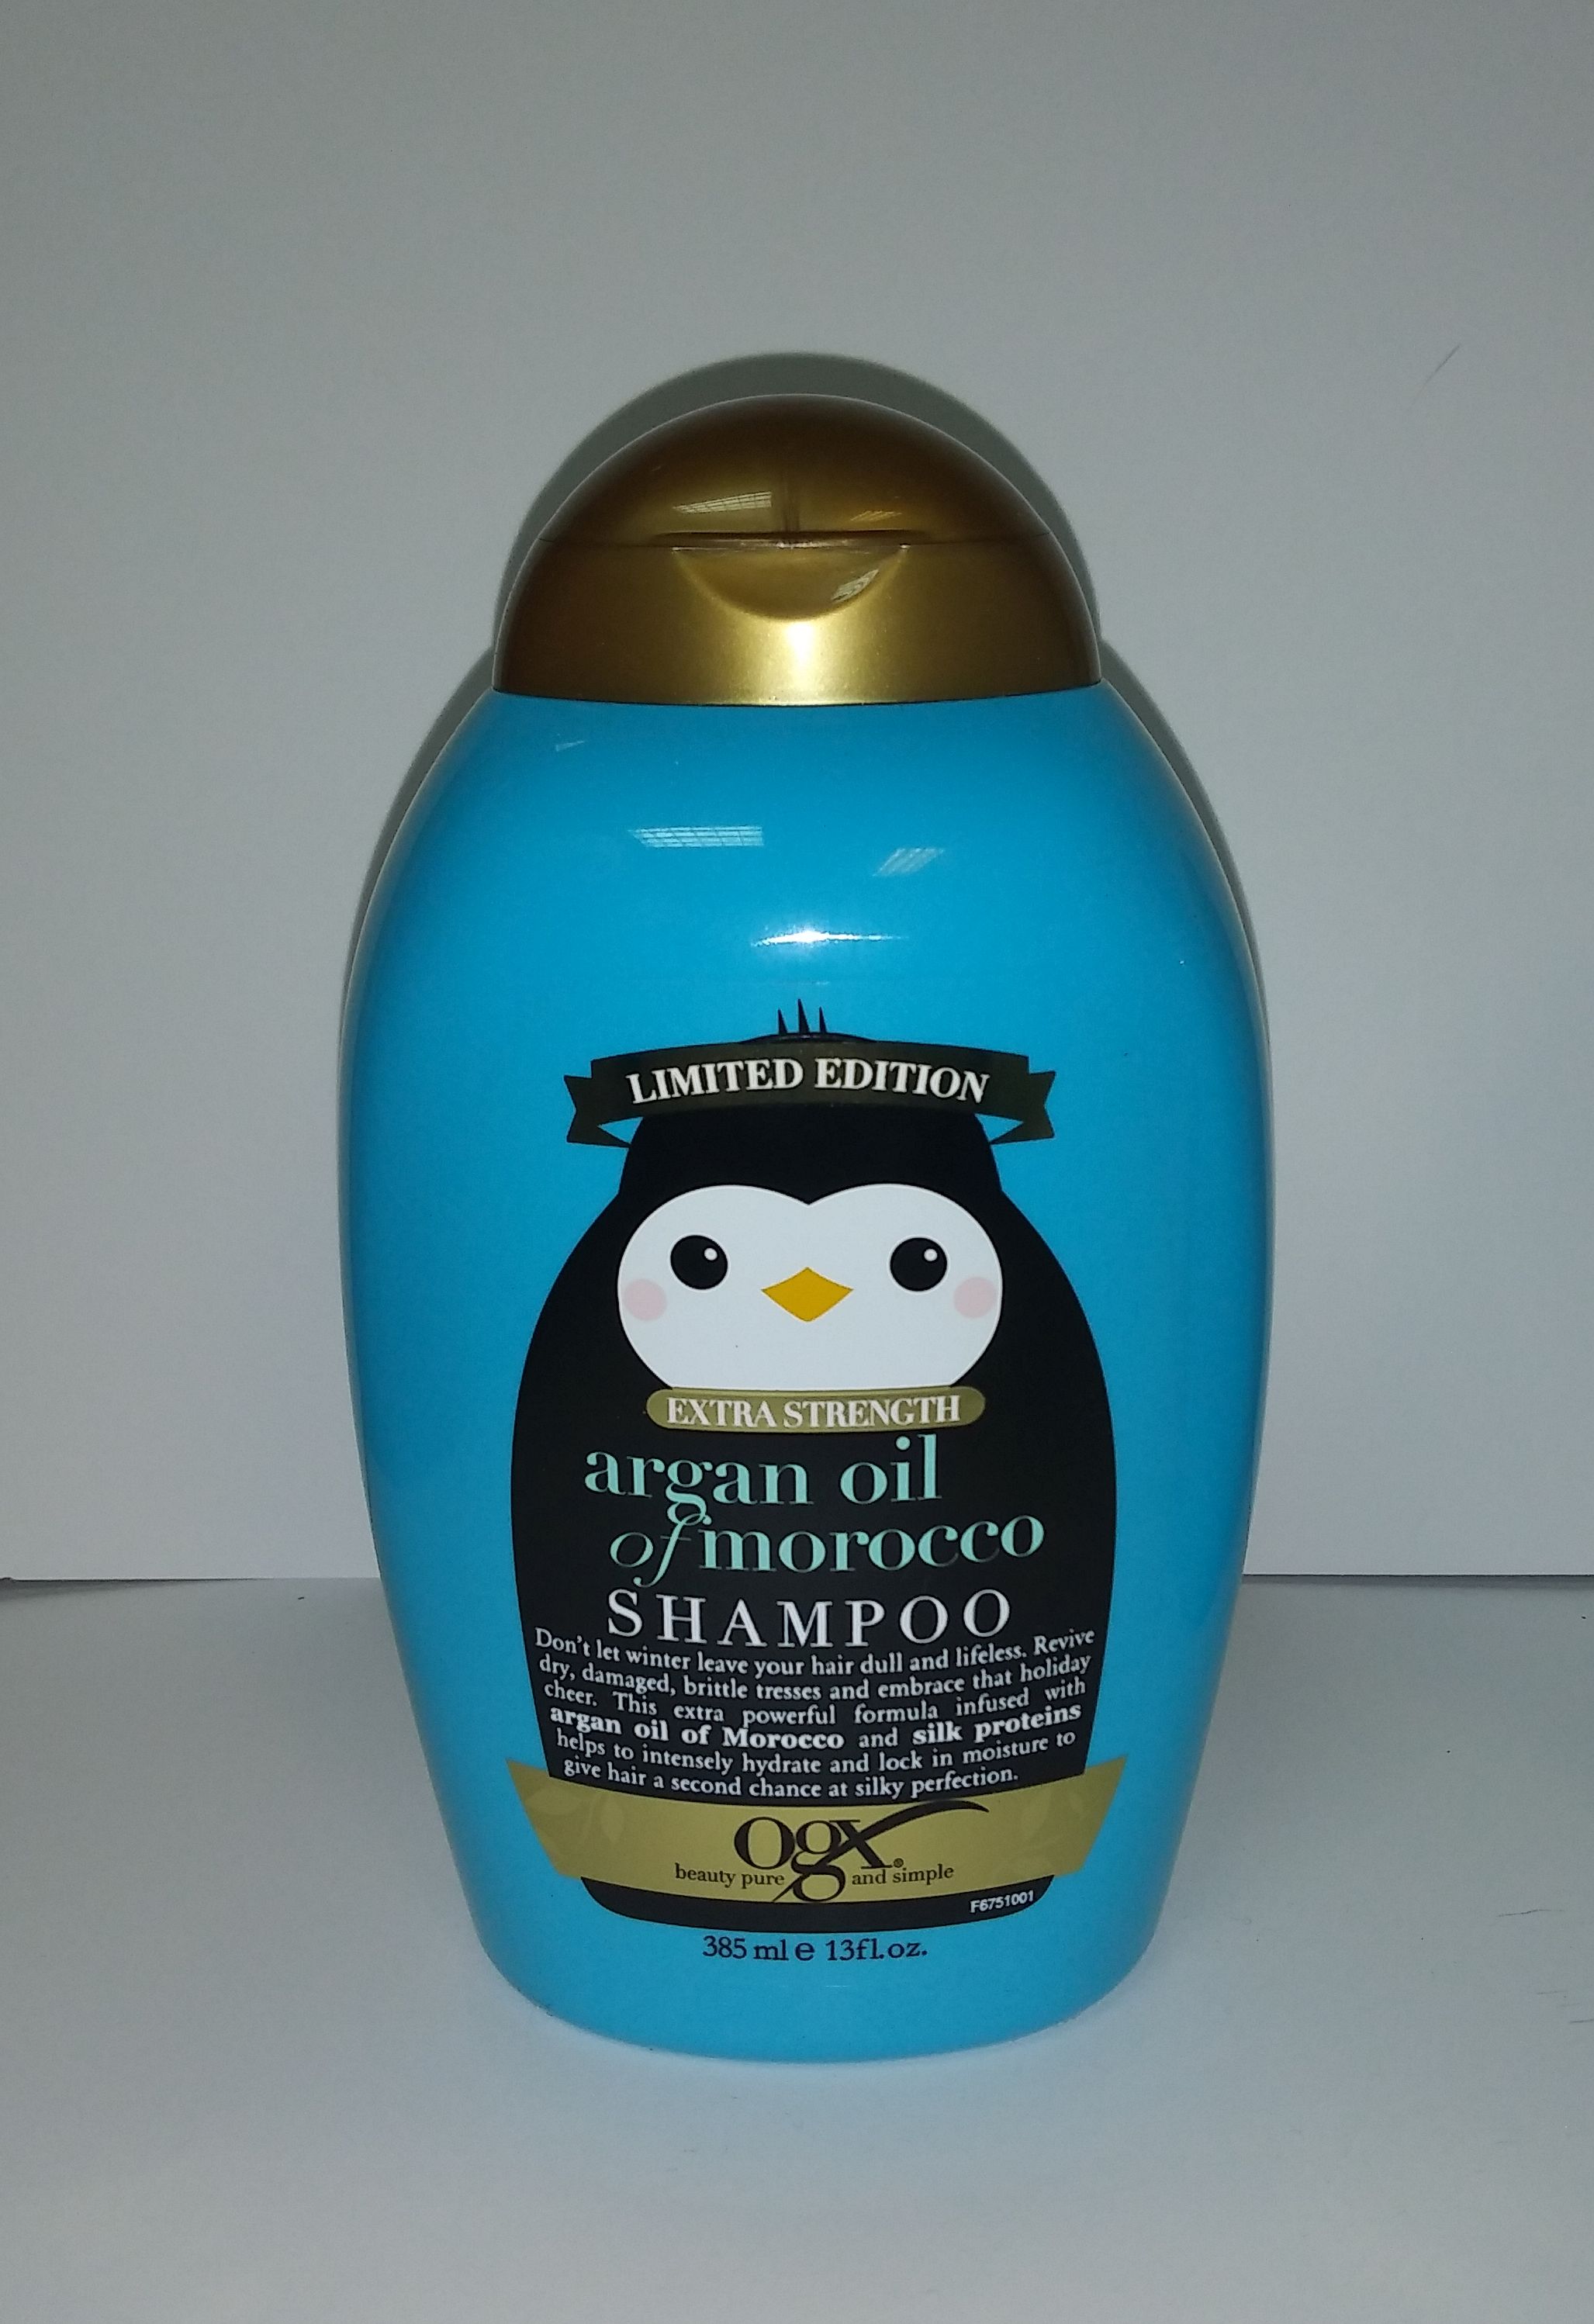 LIMITED EDITION
EXTRA STRENGTH
argan oil
of morocco
SHAMPOO
Don't let winter leave your hair dull and lifeless. Revive
dry, damaged, brittle tresses and embrace that holiday
cheer. This extra powerful formula infused with
argan oil of Morocco and silk proteins
helps to intensely hydrate and lock in moisture to
give hair a second chance at silky perfection.
ogx®
beauty pure and simple
F6751001
385 ml e 13fl.oz.